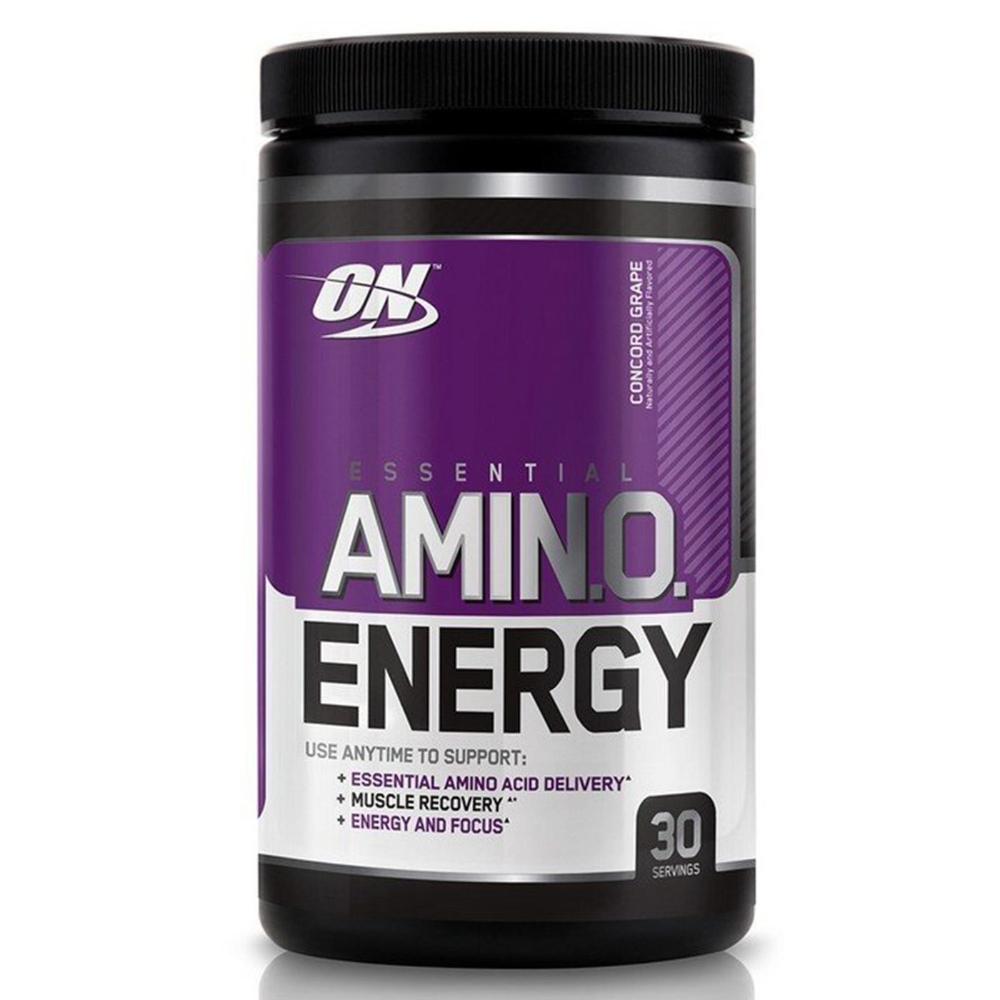 ON™
CONCORD GRAPE
Naturally and Artificially Flavored
ESSENTIAL
AMIN.O.
ENERGY
USE ANYTIME TO SUPPORT:
+ ESSENTIAL AMINO ACID DELIVERY▲
+ MUSCLE RECOVERY ▲*
+ ENERGY AND FOCUS▲
30
SERVINGS